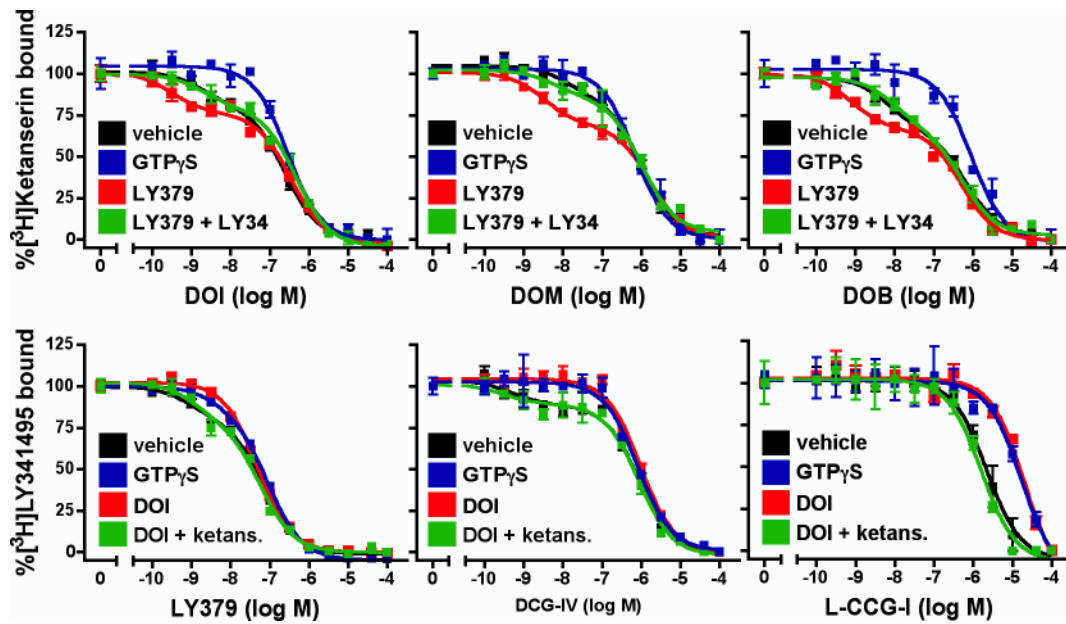 %[³H]Ketanserin bound
125
100
75
50
25
0
vehicle
GTPγS
LY379
LY379 + LY34
0 -10 -9 -8 -7 -6 -5 -4
DOI (log M)
vehicle
GTPγS
LY379
LY379 + LY34
0 -10 -9 -8 -7 -6 -5 -4
DOM (log M)
vehicle
GTPγS
LY379
LY379 + LY34
0 -10 -9 -8 -7 -6 -5 -4
DOB (log M)
%[³H]LY341495 bound
125
100
75
50
25
0
vehicle
GTPγS
DOI
DOI + ketans.
0 -10 -9 -8 -7 -6 -5 -4
LY379 (log M)
vehicle
GTPγS
DOI
DOI + ketans.
0 -10 -9 -8 -7 -6 -5 -4
DCG-IV (log M)
vehicle
GTPγS
DOI
DOI + ketans.
0 -10 -9 -8 -7 -6 -5 -4
L-CCG-I (log M)